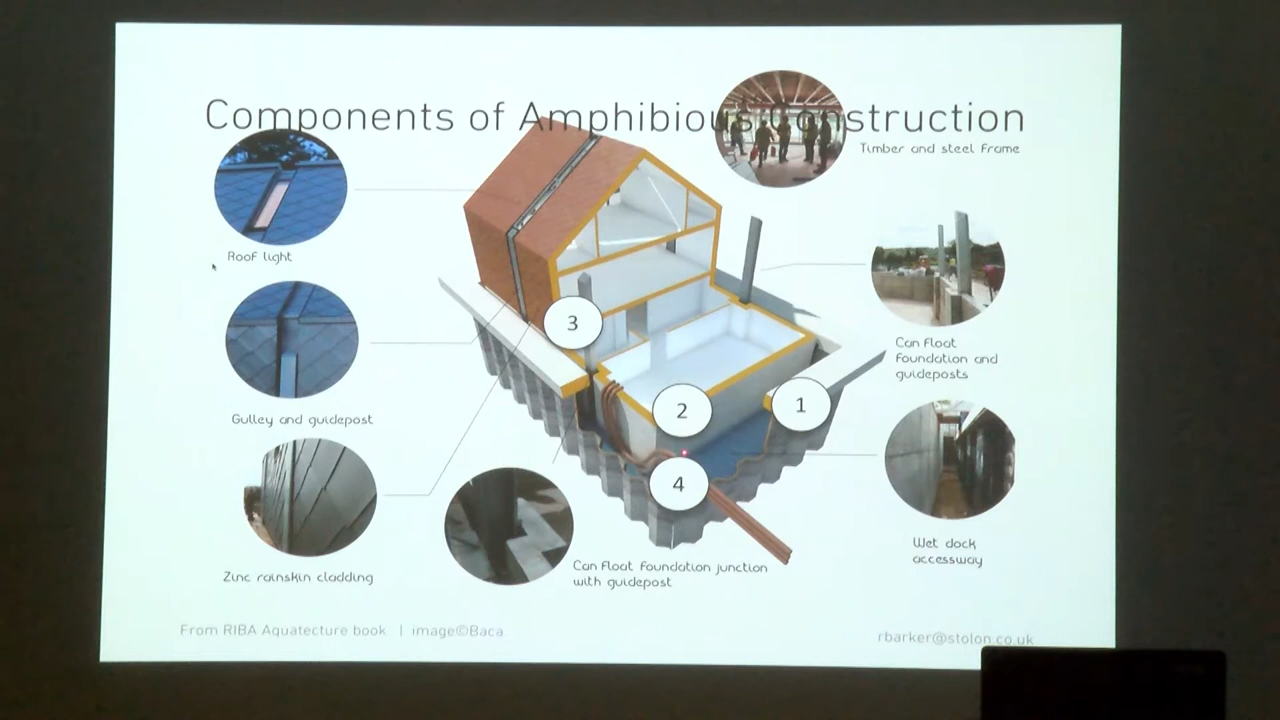 Components of Amphibious Construction
Timber and steel frame
Roof light
Can float
foundation and
guideposts
3
2
1
Gulley and guidepost
4
Wet dock
accessway
Can float foundation junction
with guidepost
Zinc rainskin cladding
From RIBA Aquatecture book | image©Baca
rbarker@stolon.co.uk